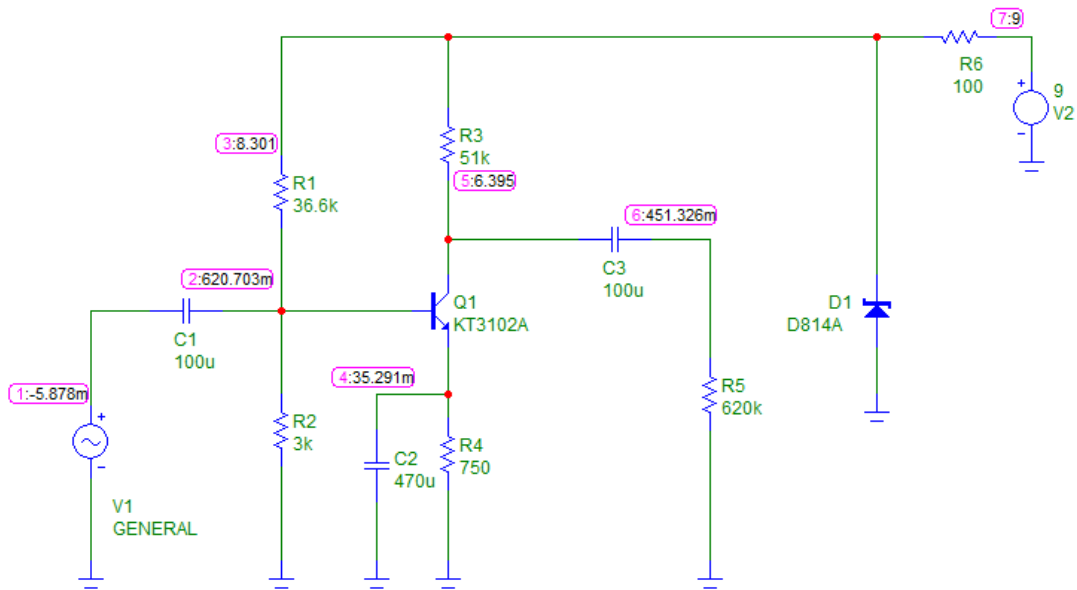 7:9
R6
100
+
9
V2
-
3:8.301
R3
51k
R1
36.6k
5:6.395
6:451.326m
2:620.703m
C3
100u
Q1
KT3102A
D1
D814A
C1
100u
1:-5.878m
4:35.291m
R5
620k
+
-
R2
3k
C2
470u
R4
750
V1
GENERAL